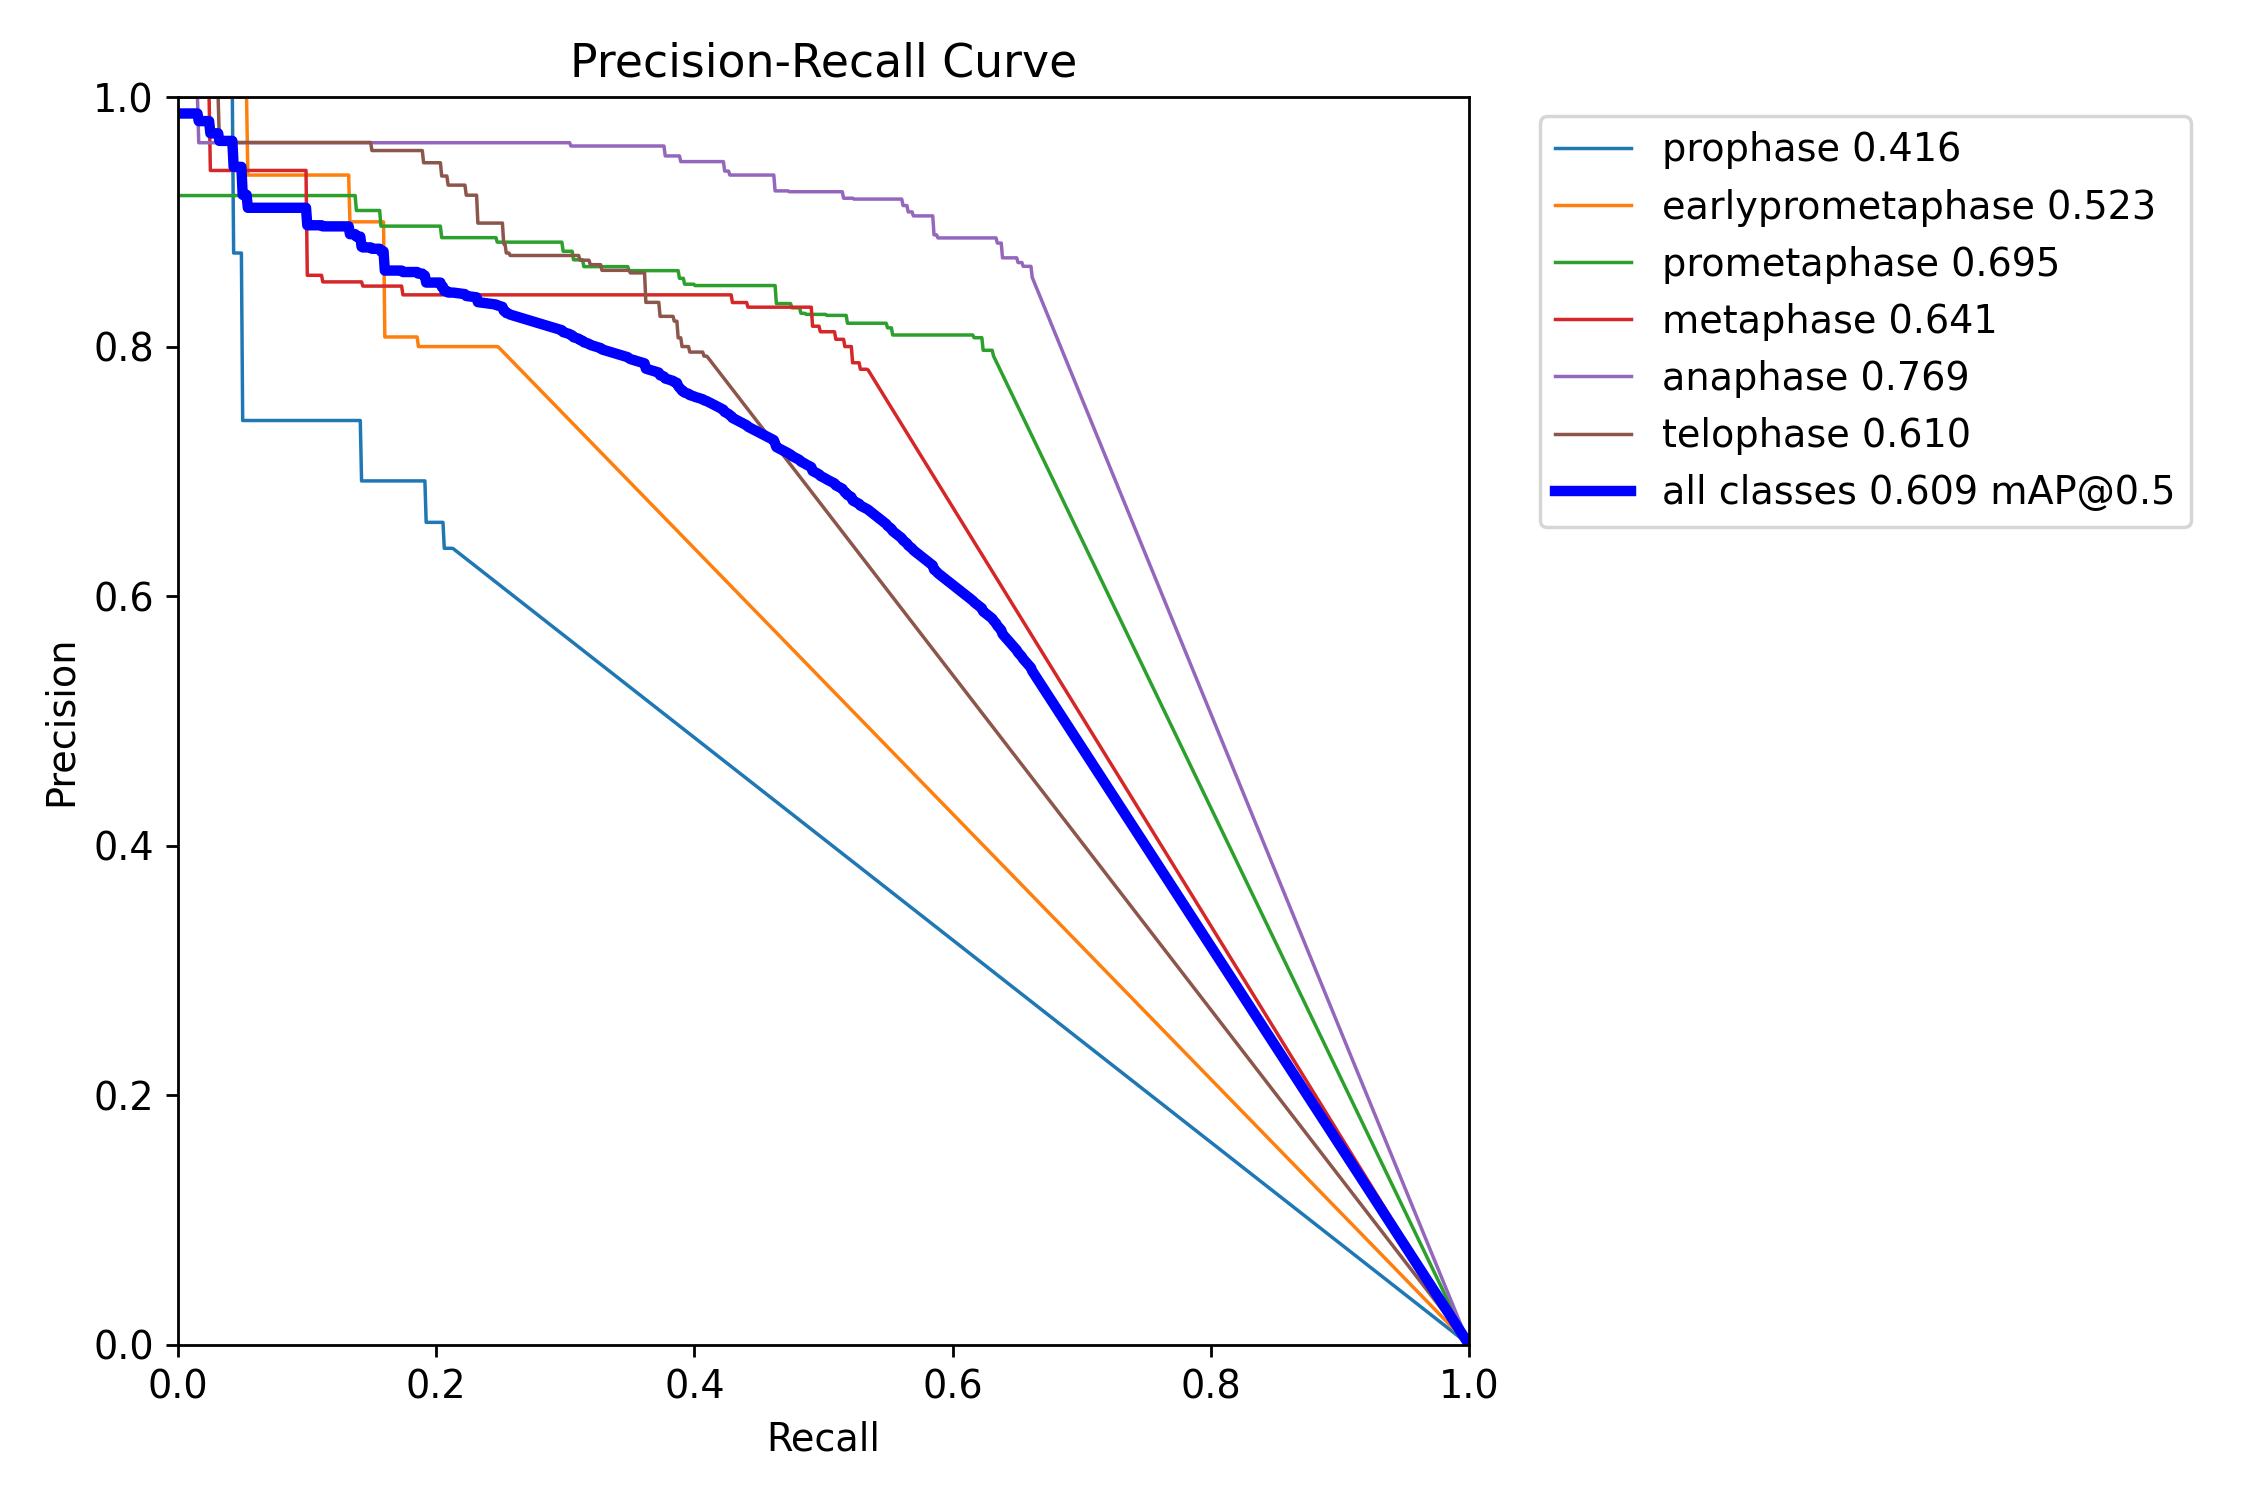 Precision-Recall Curve
1.0
0.8
0.6
0.4
0.2
0.0
Precision
0.0 0.2 0.4 0.6 0.8 1.0
Recall
prophase 0.416
earlyprometaphase 0.523
prometaphase 0.695
metaphase 0.641
anaphase 0.769
telophase 0.610
all classes 0.609 mAP@0.5